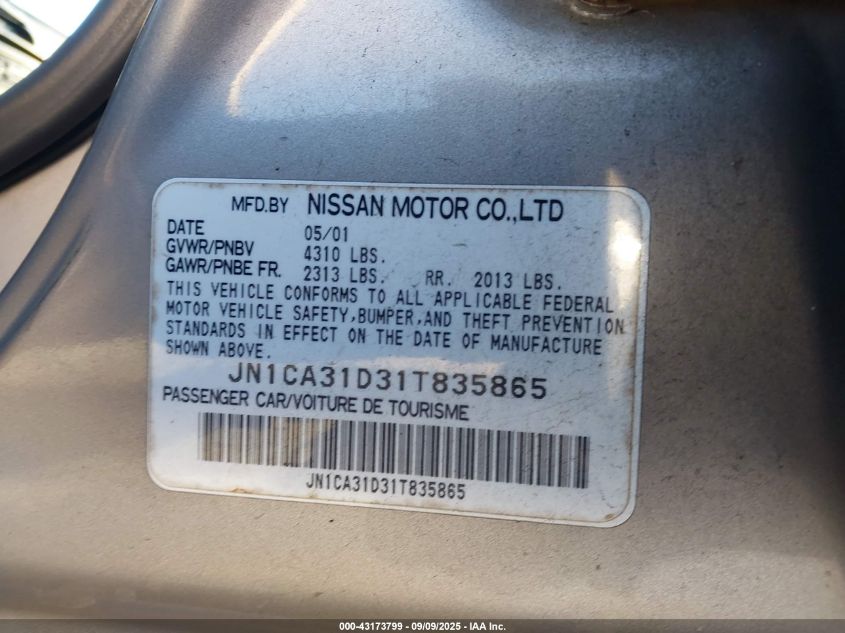 MFD.BY NISSAN MOTOR CO.,LTD
DATE 05/01
GVWR/PNBV 4310 LBS.
GAWR/PNBE FR. 2313 LBS. RR. 2013 LBS.
THIS VEHICLE CONFORMS TO ALL APPLICABLE FEDERAL
MOTOR VEHICLE SAFETY,BUMPER,AND THEFT PREVENTION
STANDARDS IN EFFECT ON THE DATE OF MANUFACTURE
SHOWN ABOVE.
JN1CA31D31T835865
PASSENGER CAR/VOITURE DE TOURISME
JN1CA31D31T835865
000-43173799 - 09/09/2025 - IAA Inc.